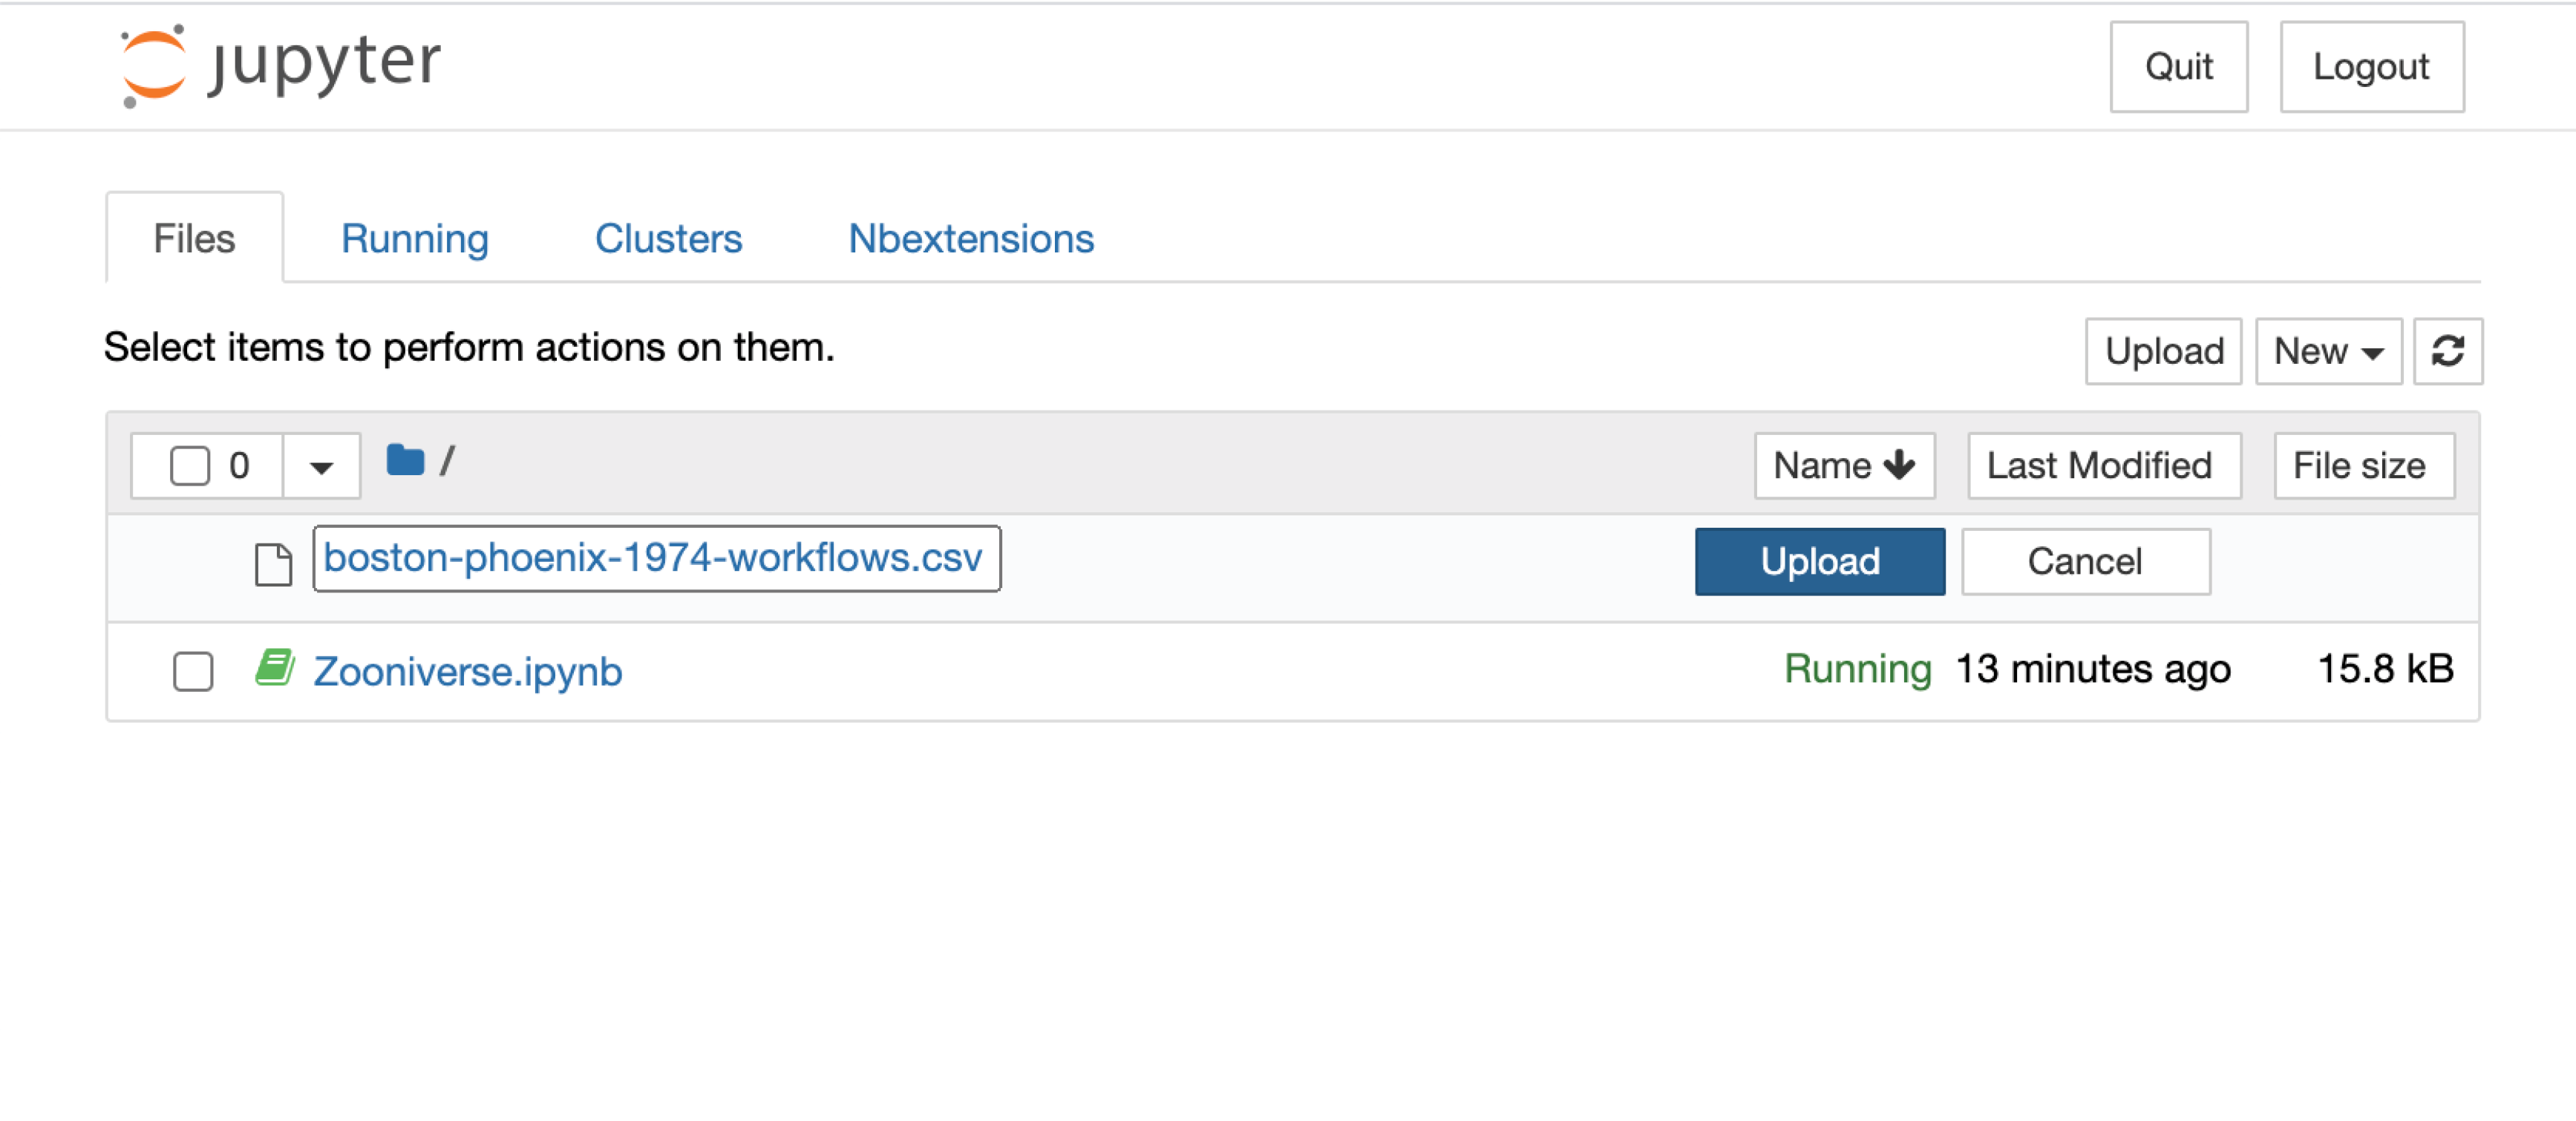 jupyter
Quit
Logout
Files
Running
Clusters
Nbextensions
Select items to perform actions on them.
Upload
New
0
/
Name
Last Modified
File size
boston-phoenix-1974-workflows.csv
Upload
Cancel
Zooniverse.ipynb
Running
13 minutes ago
15.8 kB